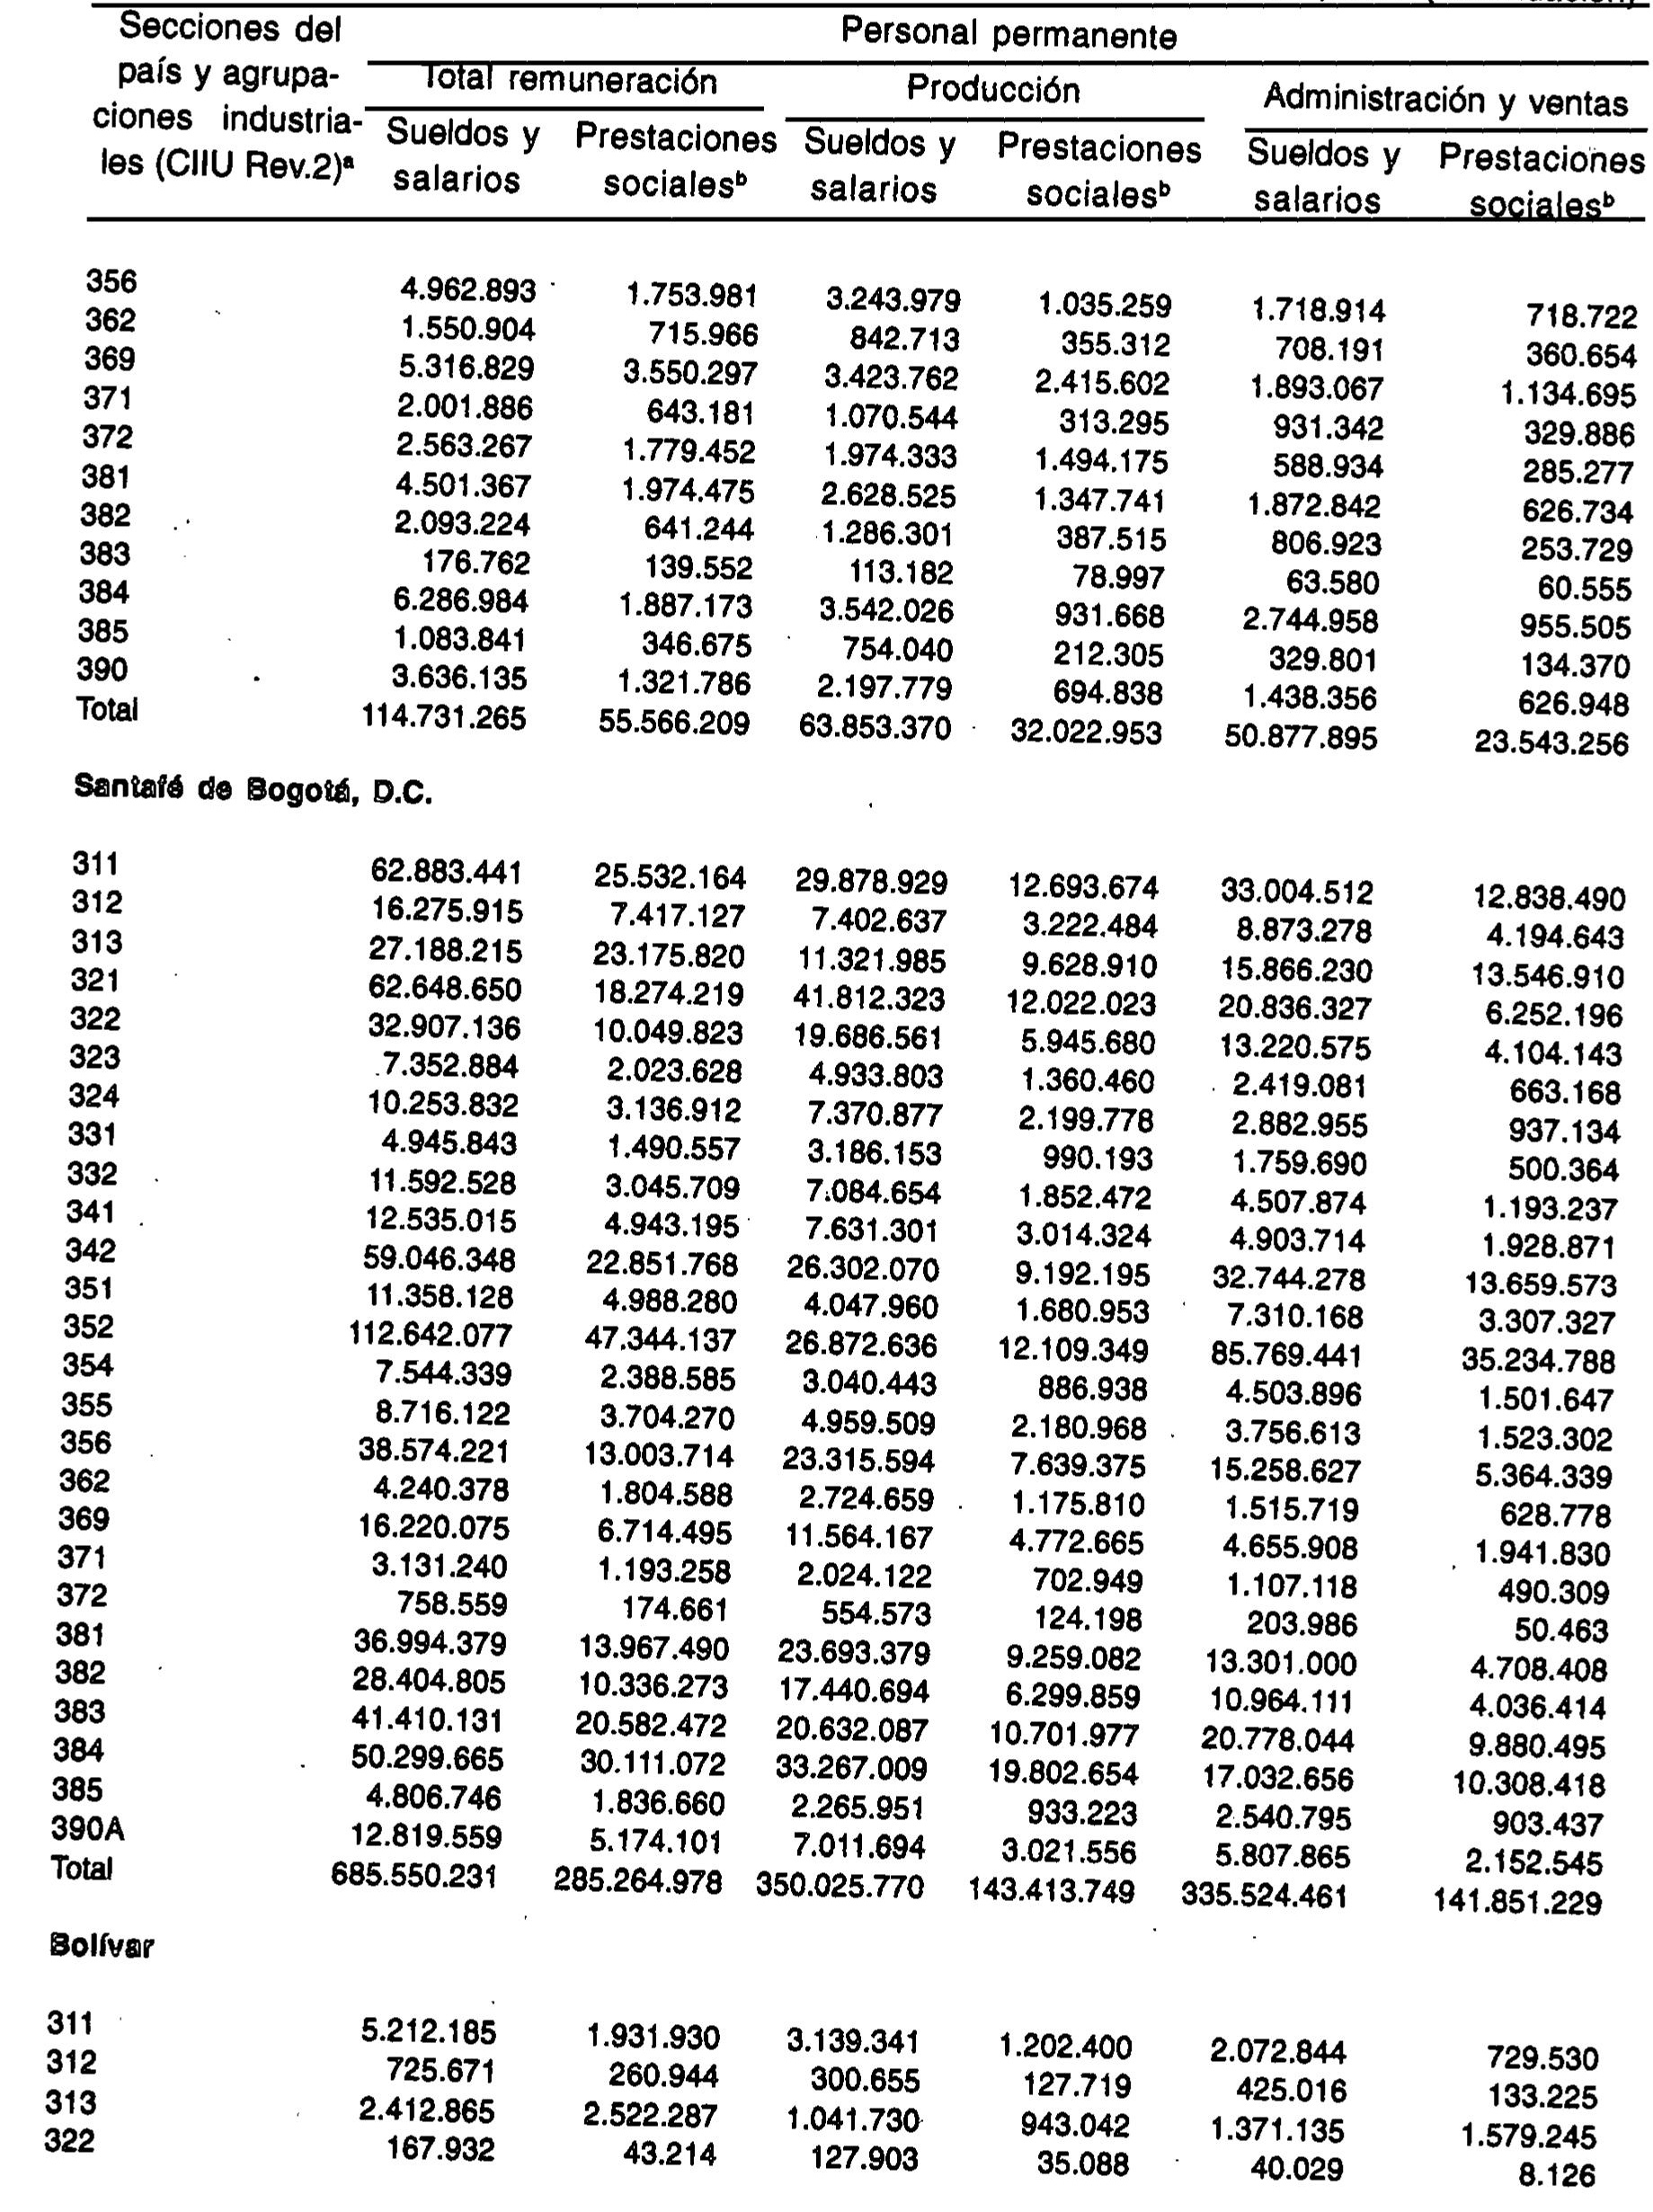 Secciones del país y agrupa- ciones industria- les (CIIU Rev.2)ª
Personal permanente
Total remuneración Producción Administración y ventas
Sueldos y salarios Prestaciones socialesᵇ Sueldos y salarios Prestaciones socialesᵇ Sueldos y salarios Prestaciones socialesᵇ
356 4.962.893 1.753.981 3.243.979 1.035.259 1.718.914 718.722
362 1.550.904 715.966 842.713 355.312 708.191 360.654
369 5.316.829 3.550.297 3.423.762 2.415.602 1.893.067 1.134.695
371 2.001.886 643.181 1.070.544 313.295 931.342 329.886
372 2.563.267 1.779.452 1.974.333 1.494.175 588.934 285.277
381 4.501.367 1.974.475 2.628.525 1.347.741 1.872.842 626.734
382 2.093.224 641.244 1.286.301 387.515 806.923 253.729
383 176.762 139.552 113.182 78.997 63.580 60.555
384 6.286.984 1.887.173 3.542.026 931.668 2.744.958 955.505
385 1.083.841 346.675 754.040 212.305 329.801 134.370
390 3.636.135 1.321.786 2.197.779 694.838 1.438.356 626.948
Total 114.731.265 55.566.209 63.853.370 32.022.953 50.877.895 23.543.256
Santafé de Bogotá, D.C.
311 62.883.441 25.532.164 29.878.929 12.693.674 33.004.512 12.838.490
312 16.275.915 7.417.127 7.402.637 3.222.484 8.873.278 4.194.643
313 27.188.215 23.175.820 11.321.985 9.628.910 15.866.230 13.546.910
321 62.648.650 18.274.219 41.812.323 12.022.023 20.836.327 6.252.196
322 32.907.136 10.049.823 19.686.561 5.945.680 13.220.575 4.104.143
323 7.352.884 2.023.628 4.933.803 1.360.460 2.419.081 663.168
324 10.253.832 3.136.912 7.370.877 2.199.778 2.882.955 937.134
331 4.945.843 1.490.557 3.186.153 990.193 1.759.690 500.364
332 11.592.528 3.045.709 7.084.654 1.852.472 4.507.874 1.193.237
341 12.535.015 4.943.195 7.631.301 3.014.324 4.903.714 1.928.871
342 59.046.348 22.851.768 26.302.070 9.192.195 32.744.278 13.659.573
351 11.358.128 4.988.280 4.047.960 1.680.953 7.310.168 3.307.327
352 112.642.077 47.344.137 26.872.636 12.109.349 85.769.441 35.234.788
354 7.544.339 2.388.585 3.040.443 886.938 4.503.896 1.501.647
355 8.716.122 3.704.270 4.959.509 2.180.968 3.756.613 1.523.302
356 38.574.221 13.003.714 23.315.594 7.639.375 15.258.627 5.364.339
362 4.240.378 1.804.588 2.724.659 1.175.810 1.515.719 628.778
369 16.220.075 6.714.495 11.564.167 4.772.665 4.655.908 1.941.830
371 3.131.240 1.193.258 2.024.122 702.949 1.107.118 490.309
372 758.559 174.661 554.573 124.198 203.986 50.463
381 36.994.379 13.967.490 23.693.379 9.259.082 13.301.000 4.708.408
382 28.404.805 10.336.273 17.440.694 6.299.859 10.964.111 4.036.414
383 41.410.131 20.582.472 20.632.087 10.701.977 20.778.044 9.880.495
384 50.299.665 30.111.072 33.267.009 19.802.654 17.032.656 10.308.418
385 4.806.746 1.836.660 2.265.951 933.223 2.540.795 903.437
390A 12.819.559 5.174.101 7.011.694 3.021.556 5.807.865 2.152.545
Total 685.550.231 285.264.978 350.025.770 143.413.749 335.524.461 141.851.229
Bolívar
311 5.212.185 1.931.930 3.139.341 1.202.400 2.072.844 729.530
312 725.671 260.944 300.655 127.719 425.016 133.225
313 2.412.865 2.522.287 1.041.730 943.042 1.371.135 1.579.245
322 167.932 43.214 127.903 35.088 40.029 8.126